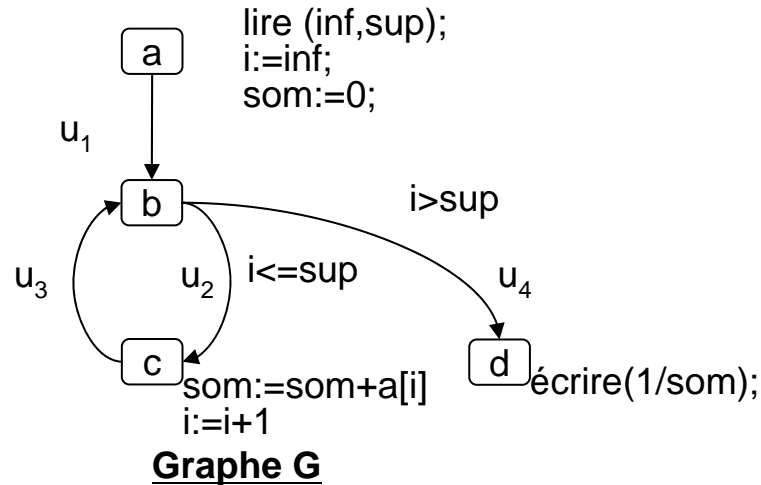 a
lire (inf,sup);
i:=inf;
som:=0;
u1
b
i>sup
u3
u2
i<=sup
u4
c
d
écrire(1/som);
som:=som+a[i]
i:=i+1
Graphe G